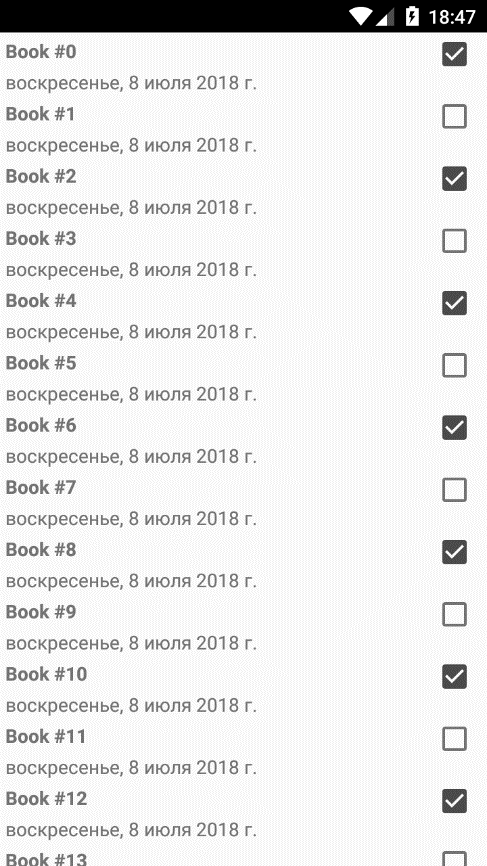 18:47
Book #0
воскресенье, 8 июля 2018 г.
Book #1
воскресенье, 8 июля 2018 г.
Book #2
воскресенье, 8 июля 2018 г.
Book #3
воскресенье, 8 июля 2018 г.
Book #4
воскресенье, 8 июля 2018 г.
Book #5
воскресенье, 8 июля 2018 г.
Book #6
воскресенье, 8 июля 2018 г.
Book #7
воскресенье, 8 июля 2018 г.
Book #8
воскресенье, 8 июля 2018 г.
Book #9
воскресенье, 8 июля 2018 г.
Book #10
воскресенье, 8 июля 2018 г.
Book #11
воскресенье, 8 июля 2018 г.
Book #12
воскресенье, 8 июля 2018 г.
Book #13